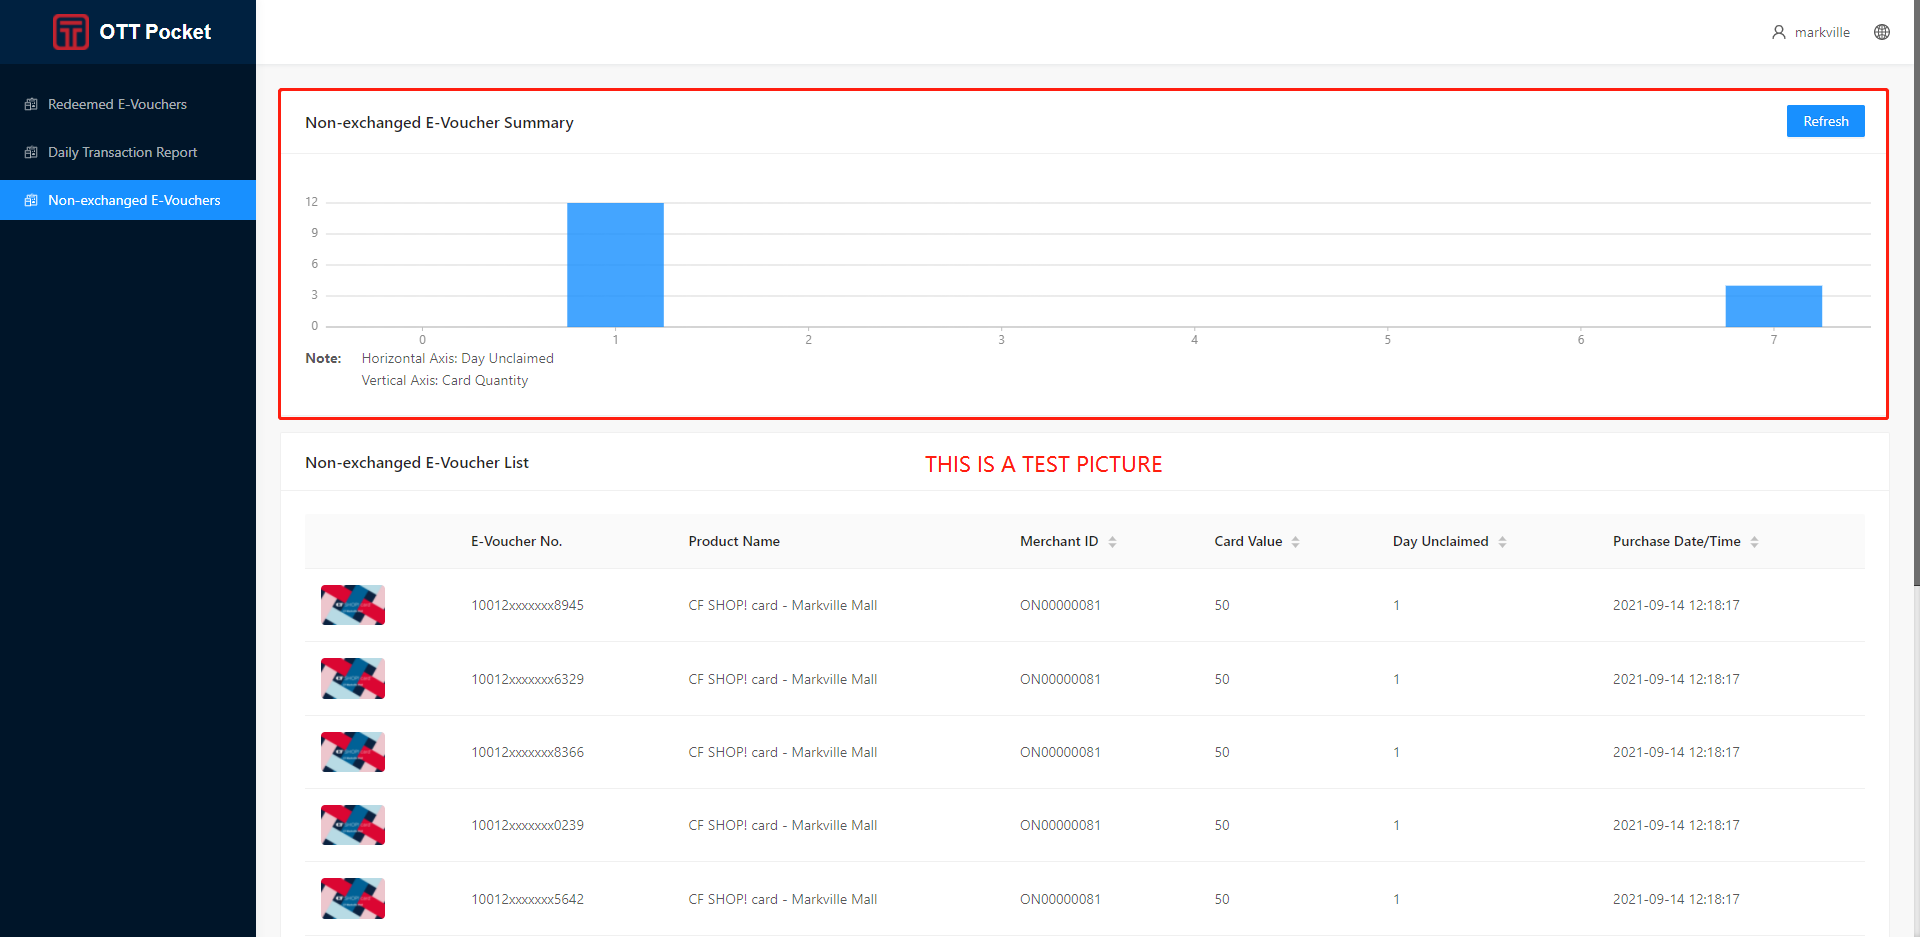 OTT Pocket
markville
Redeemed E-Vouchers
Daily Transaction Report
Non-exchanged E-Vouchers
Non-exchanged E-Voucher Summary
Refresh
12
9
6
3
0
0 1 2 3 4 5 6 7
Note: Horizontal Axis: Day Unclaimed
Vertical Axis: Card Quantity
Non-exchanged E-Voucher List
THIS IS A TEST PICTURE
E-Voucher No. Product Name Merchant ID Card Value Day Unclaimed Purchase Date/Time
10012xxxxxxx8945 CF SHOP! card - Markville Mall ON00000081 50 1 2021-09-14 12:18:17
10012xxxxxxx6329 CF SHOP! card - Markville Mall ON00000081 50 1 2021-09-14 12:18:17
10012xxxxxxx8366 CF SHOP! card - Markville Mall ON00000081 50 1 2021-09-14 12:18:17
10012xxxxxxx0239 CF SHOP! card - Markville Mall ON00000081 50 1 2021-09-14 12:18:17
10012xxxxxxx5642 CF SHOP! card - Markville Mall ON00000081 50 1 2021-09-14 12:18:17